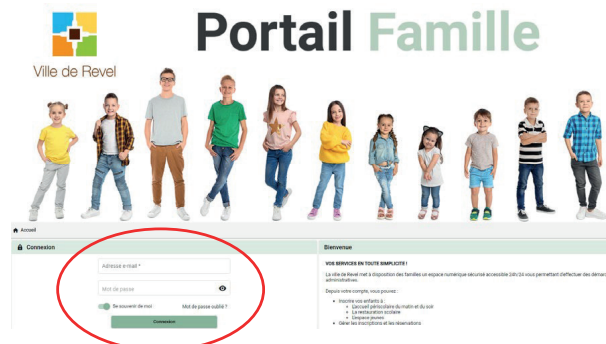 Portail Famille
Ville de Revel
Accueil
Connexion
Adresse e-mail *
Mot de passe
Se souvenir de moi
Mot de passe oublié ?
Connexion
Bienvenue
VOS SERVICES EN TOUTE SIMPLICITE !
La ville de Revel met à disposition des familles un espace numérique sécurisé accessible 24h/24 vous permettant d'effectuer des démar
administratives.
Depuis votre compte, vous pouvez :
Inscrire vos enfants à :
L'accueil périscolaire du matin et du soir
La restauration scolaire
L'espace jeunes
Gérer les inscriptions et les réservations